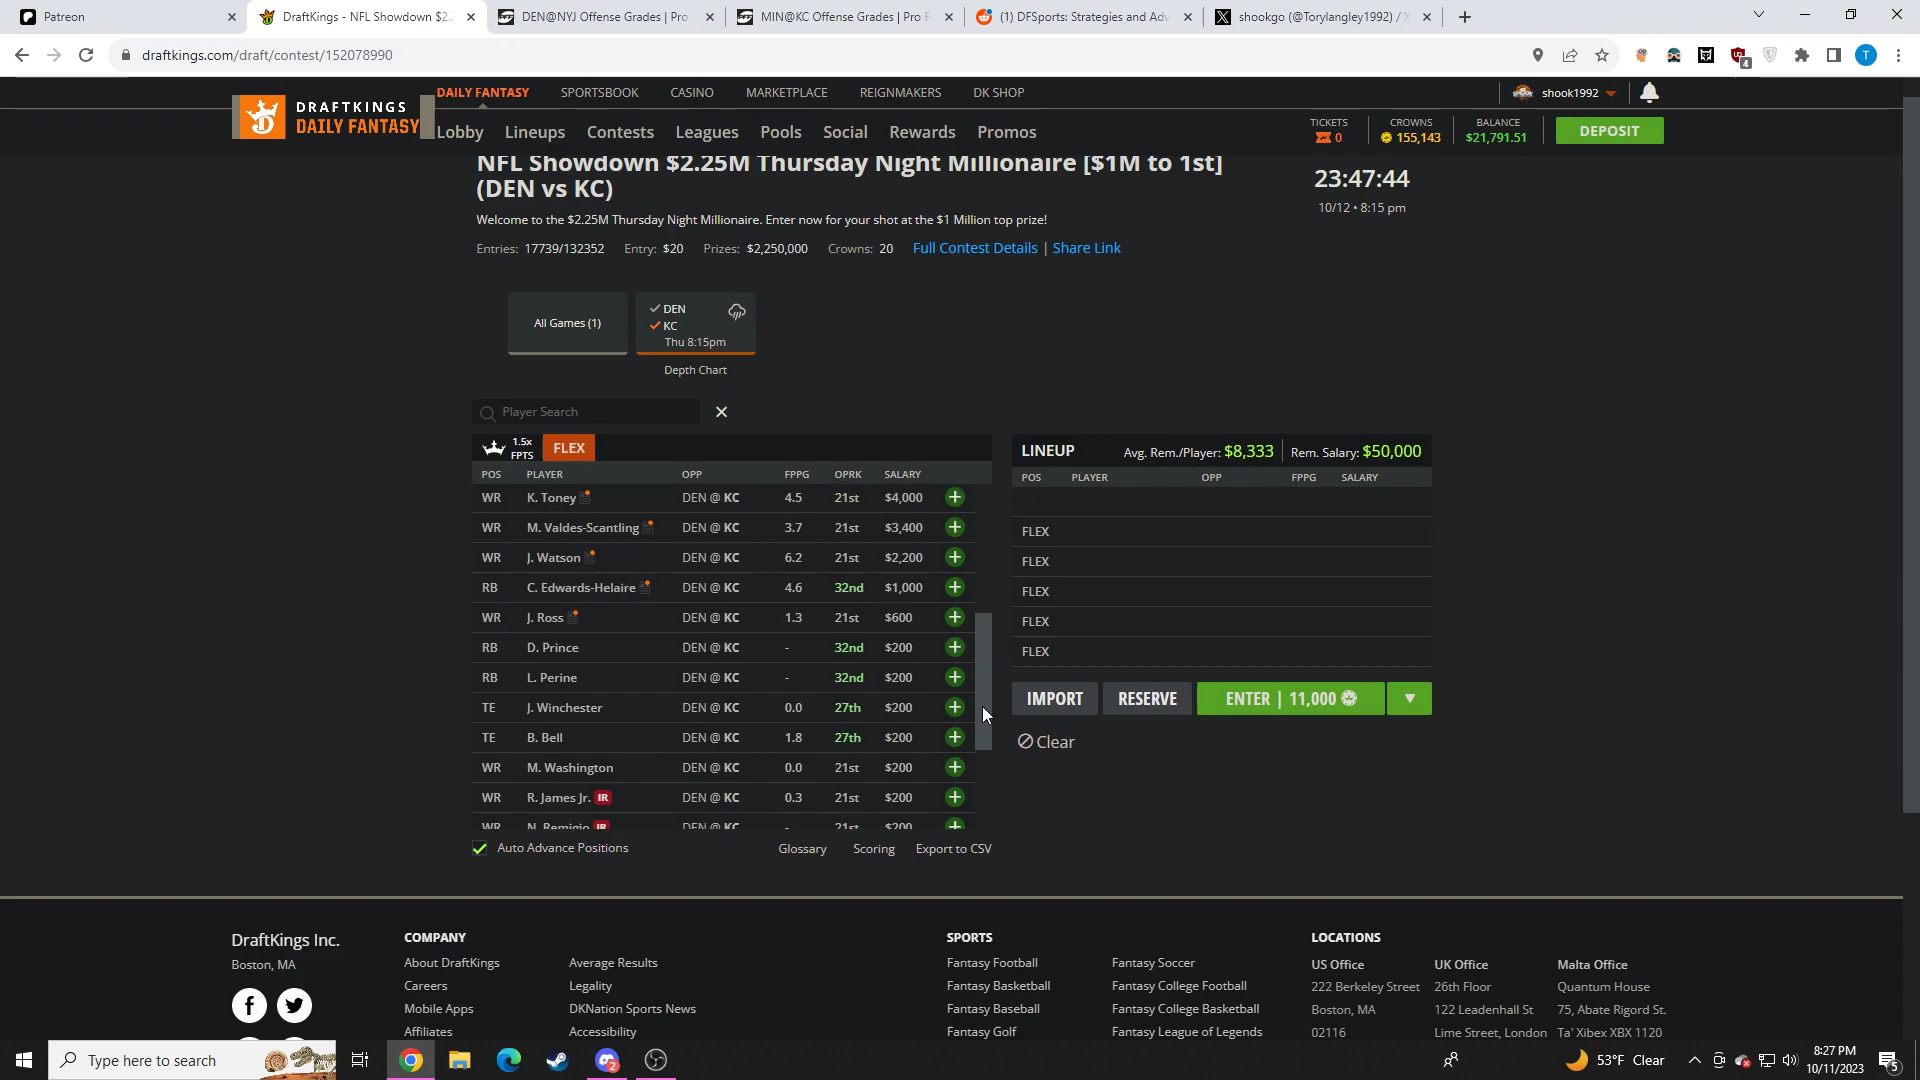 Patreon
DraftKings - NFL Showdown $2.
DEN@NYJ Offense Grades | Pro
MIN@KC Offense Grades | Pro F
(1) DFSports: Strategies and Adv
shookgo (@Torylangley1992) / X
draftkings.com/draft/contest/152078990
4
T
DRAFTKINGS
DAILY FANTASY
DAILY FANTASY SPORTSBOOK CASINO MARKETPLACE REIGNMAKERS DK SHOP
shook1992
Lobby Lineups Contests Leagues Pools Social Rewards Promos
TICKETS 0
CROWNS 155,143
BALANCE $21,791.51
DEPOSIT
NFL Showdown $2.25M Thursday Night Millionaire [$1M to 1st]
(DEN vs KC)
23:47:44
10/12 • 8:15 pm
Welcome to the $2.25M Thursday Night Millionaire. Enter now for your shot at the $1 Million top prize!
Entries: 17739/132352 Entry: $20 Prizes: $2,250,000 Crowns: 20 Full Contest Details | Share Link
All Games (1)
DEN
KC
Thu 8:15pm
Depth Chart
Player Search
1.5x
FPTS
FLEX
POS PLAYER OPP FPPG OPRK SALARY
WR K. Toney DEN @ KC 4.5 21st $4,000
WR M. Valdes-Scantling DEN @ KC 3.7 21st $3,400
WR J. Watson DEN @ KC 6.2 21st $2,200
RB C. Edwards-Helaire DEN @ KC 4.6 32nd $1,000
WR J. Ross DEN @ KC 1.3 21st $600
RB D. Prince DEN @ KC - 32nd $200
RB L. Perine DEN @ KC - 32nd $200
TE J. Winchester DEN @ KC 0.0 27th $200
TE B. Bell DEN @ KC 1.8 27th $200
WR M. Washington DEN @ KC 0.0 21st $200
WR R. James Jr. IR DEN @ KC 0.3 21st $200
WR N. Remigio IR DEN @ KC - 21st $200
Auto Advance Positions
Glossary Scoring Export to CSV
LINEUP Avg. Rem./Player: $8,333 Rem. Salary: $50,000
POS PLAYER OPP FPPG SALARY
FLEX
FLEX
FLEX
FLEX
FLEX
IMPORT RESERVE ENTER | 11,000
Clear
DraftKings Inc.
Boston, MA
COMPANY
About DraftKings
Careers
Mobile Apps
Affiliates
Average Results
Legality
DKNation Sports News
Accessibility
SPORTS
Fantasy Football
Fantasy Basketball
Fantasy Baseball
Fantasy Golf
Fantasy Soccer
Fantasy College Football
Fantasy College Basketball
Fantasy League of Legends
LOCATIONS
US Office
222 Berkeley Street
Boston, MA
02116
UK Office
26th Floor
122 Leadenhall St
Lime Street, London
Malta Office
Quantum House
75, Abate Rigord St.
Ta' Xibex XBX 1120
Type here to search
2
53°F Clear
8:27 PM
10/11/2023
5